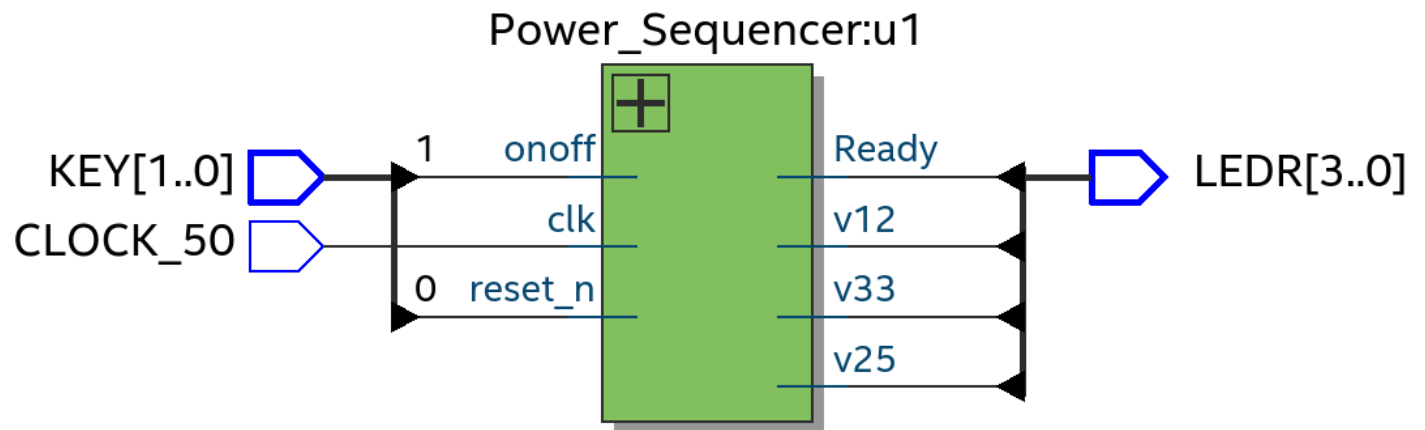 Power_Sequencer:u1
KEY[1..0]
CLOCK_50
1
0
onoff
clk
reset_n
Ready
v12
v33
v25
LEDR[3..0]